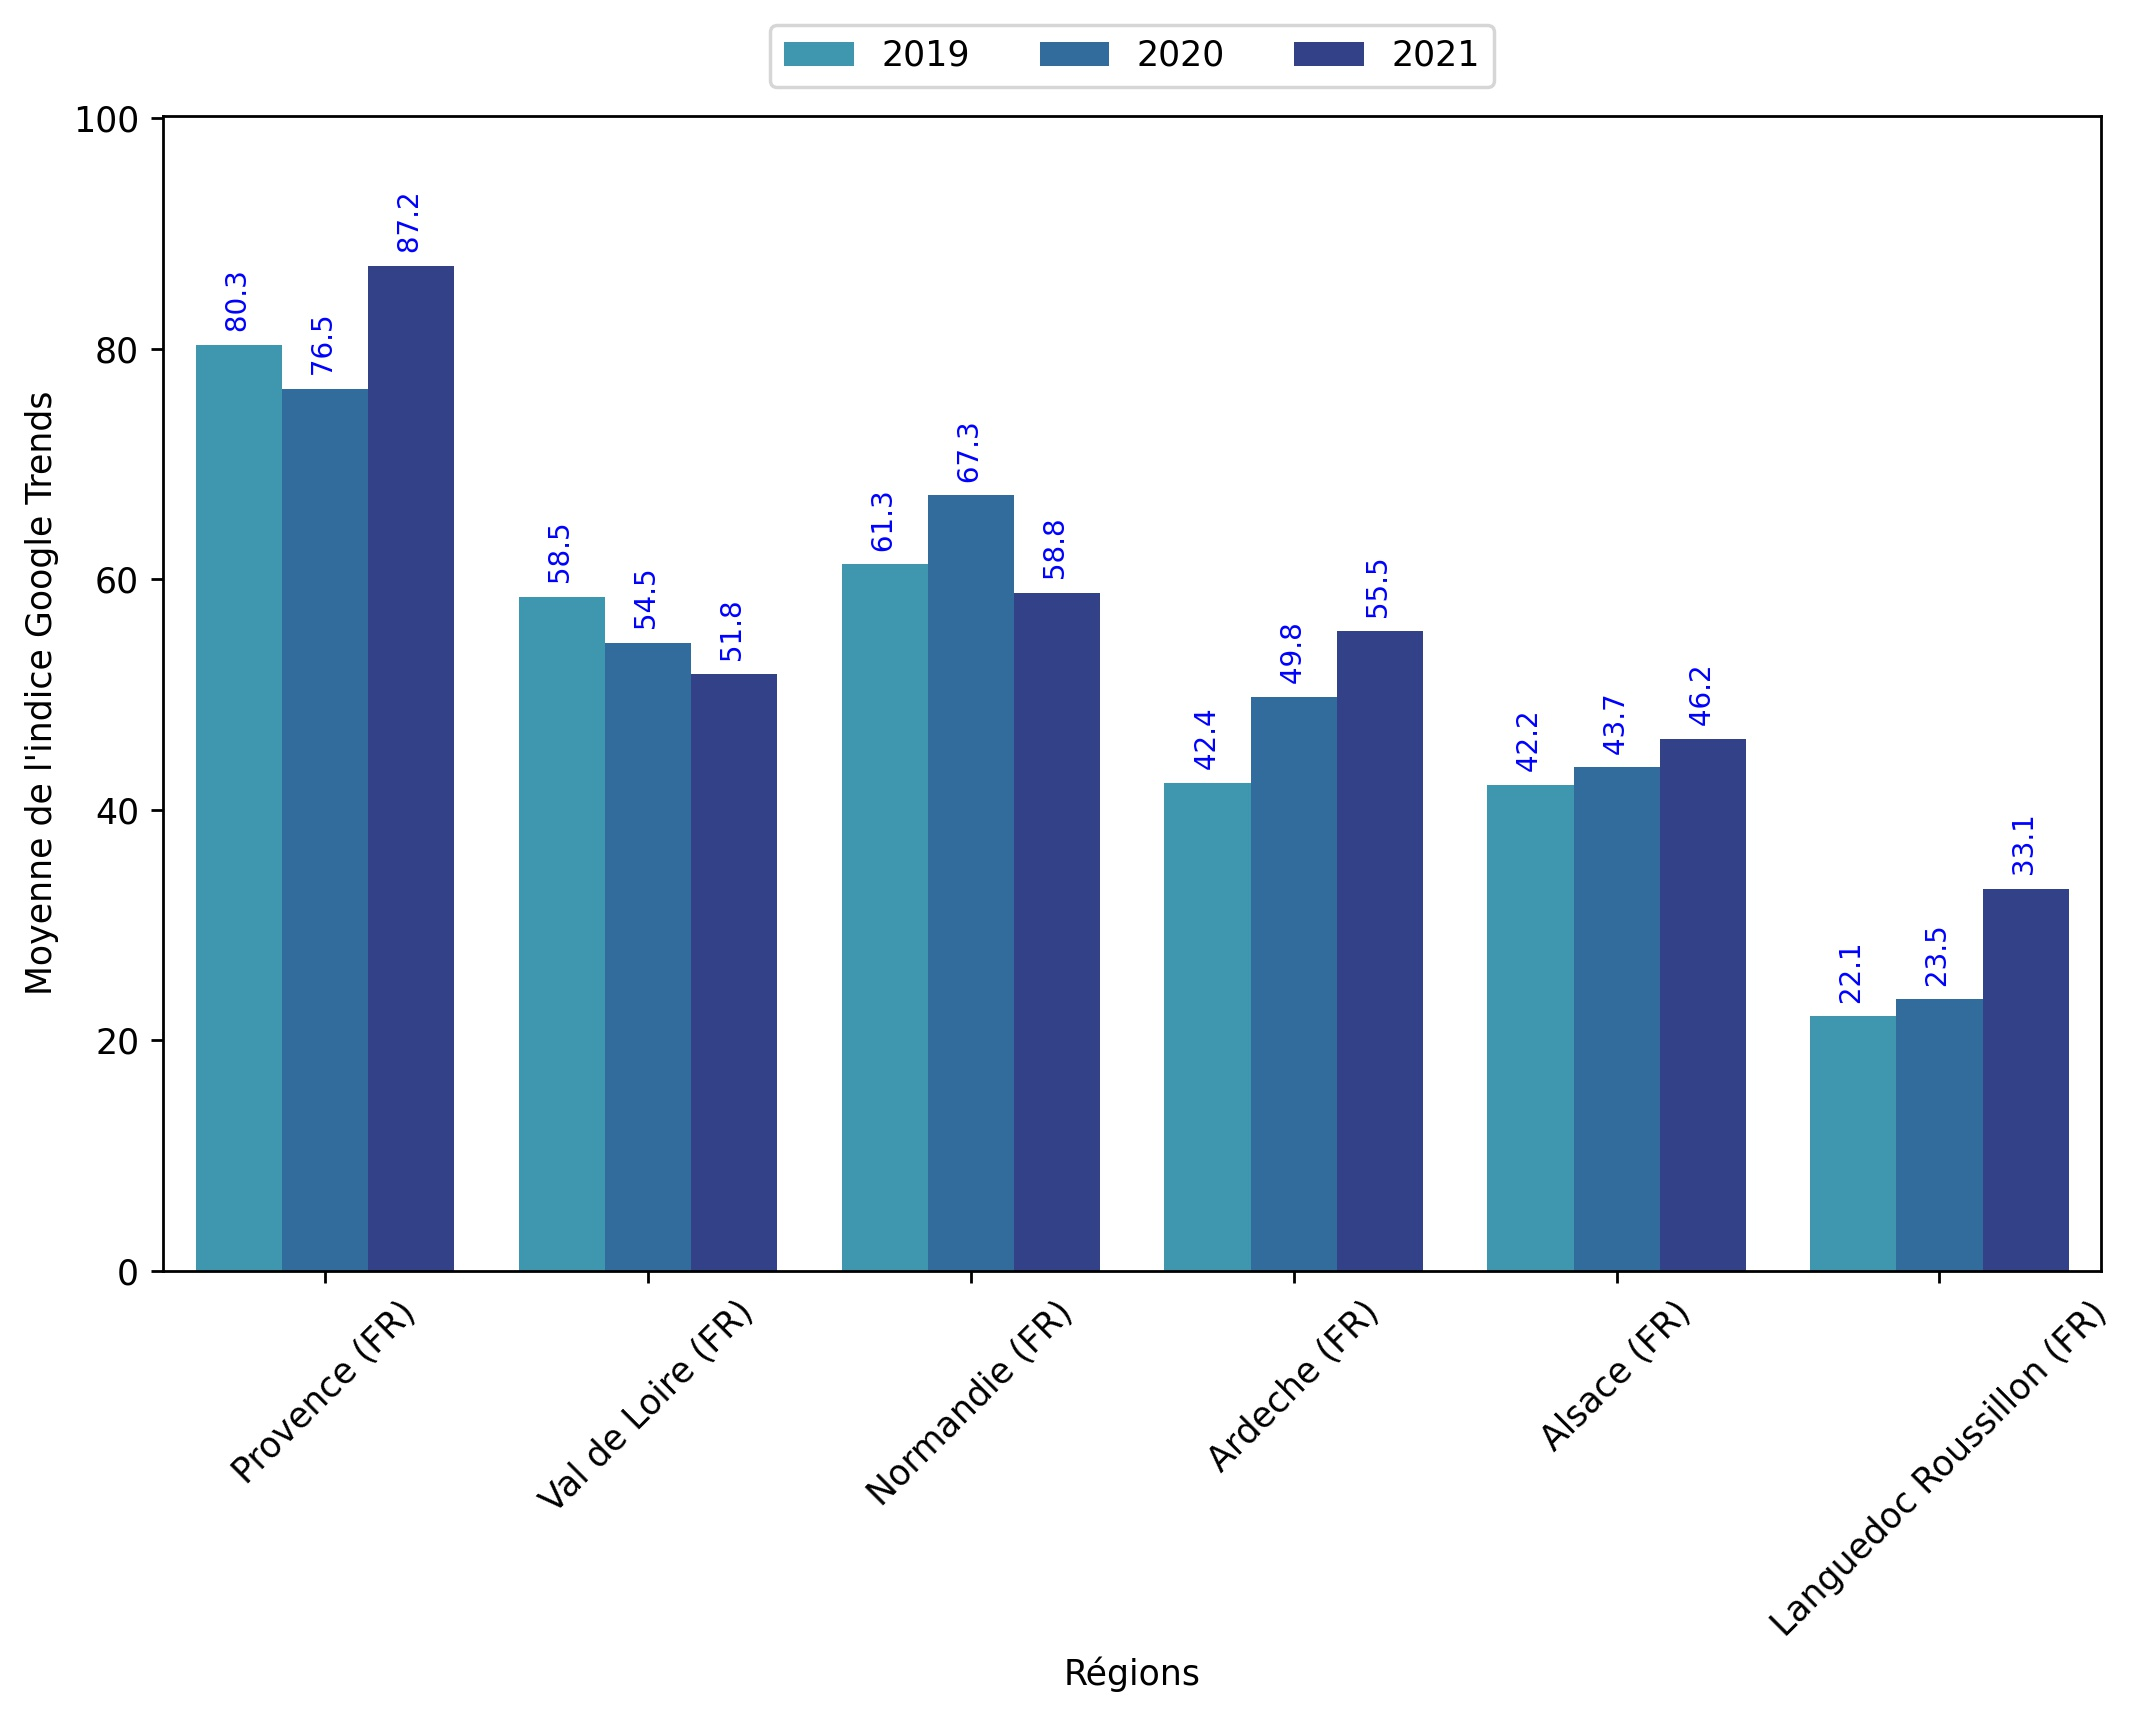 2019 2020 2021
Moyenne de l'indice Google Trends
100
80
60
40
20
0
80.3 76.5 87.2
58.5 54.5 51.8
61.3 67.3 58.8
42.4 49.8 55.5
42.2 43.7 46.2
22.1 23.5 33.1
Provence (FR)
Val de Loire (FR)
Normandie (FR)
Ardeche (FR)
Alsace (FR)
Languedoc Roussillon (FR)
Régions